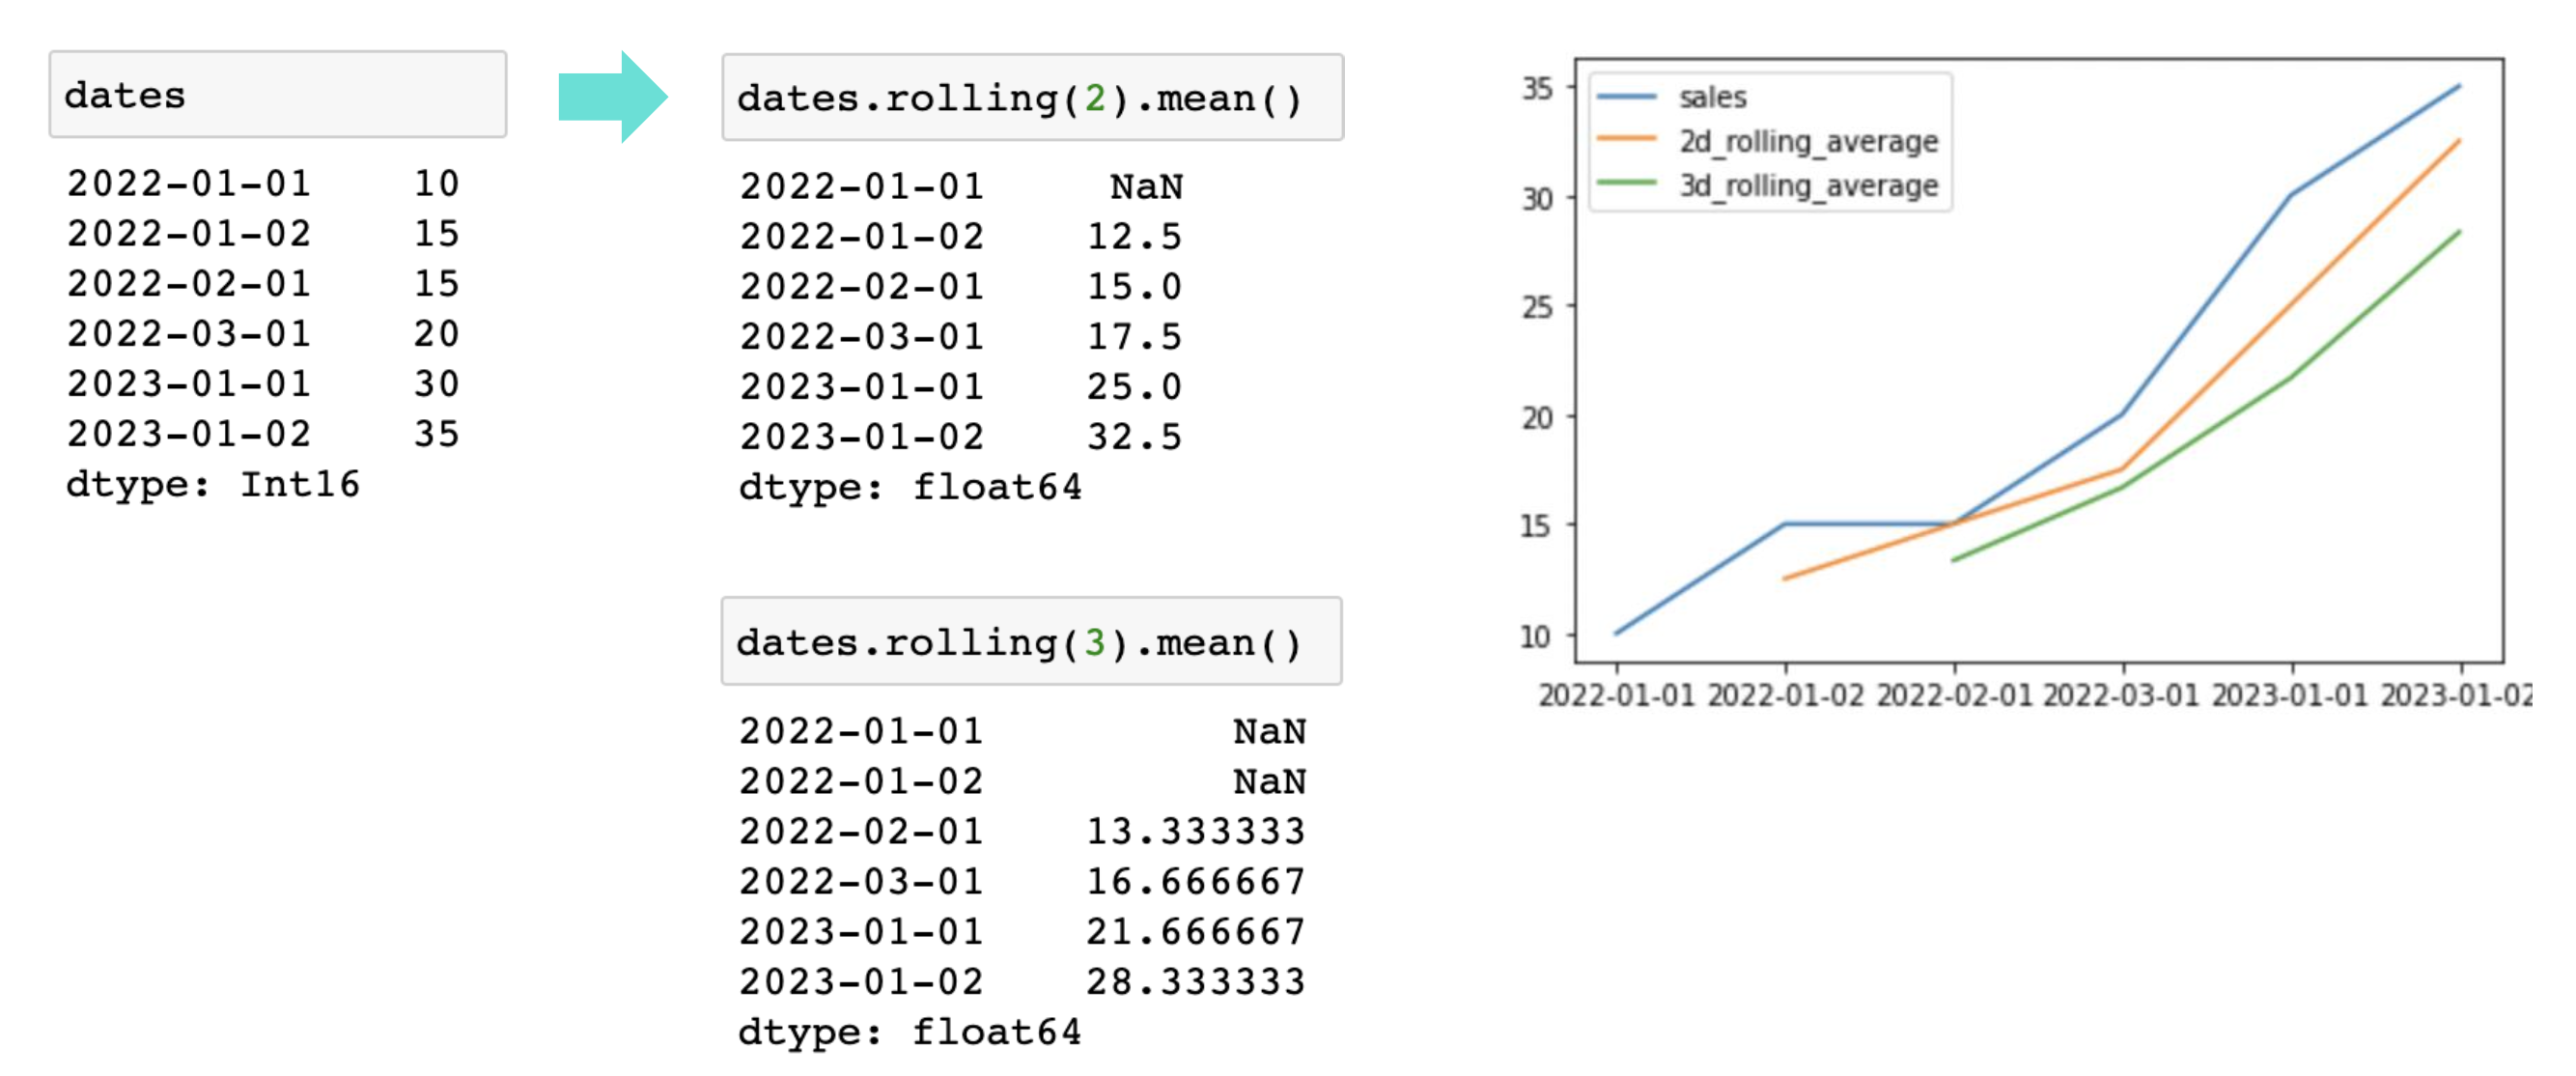 dates
2022-01-01 10
2022-01-02 15
2022-02-01 15
2022-03-01 20
2023-01-01 30
2023-01-02 35
dtype: Int16
dates.rolling(2).mean()
2022-01-01 NaN
2022-01-02 12.5
2022-02-01 15.0
2022-03-01 17.5
2023-01-01 25.0
2023-01-02 32.5
dtype: float64
dates.rolling(3).mean()
2022-01-01 NaN
2022-01-02 NaN
2022-02-01 13.333333
2022-03-01 16.666667
2023-01-01 21.666667
2023-01-02 28.333333
dtype: float64
sales
2d_rolling_average
3d_rolling_average
35
30
25
20
15
10
2022-01-01 2022-01-02 2022-02-01 2022-03-01 2023-01-01 2023-01-02